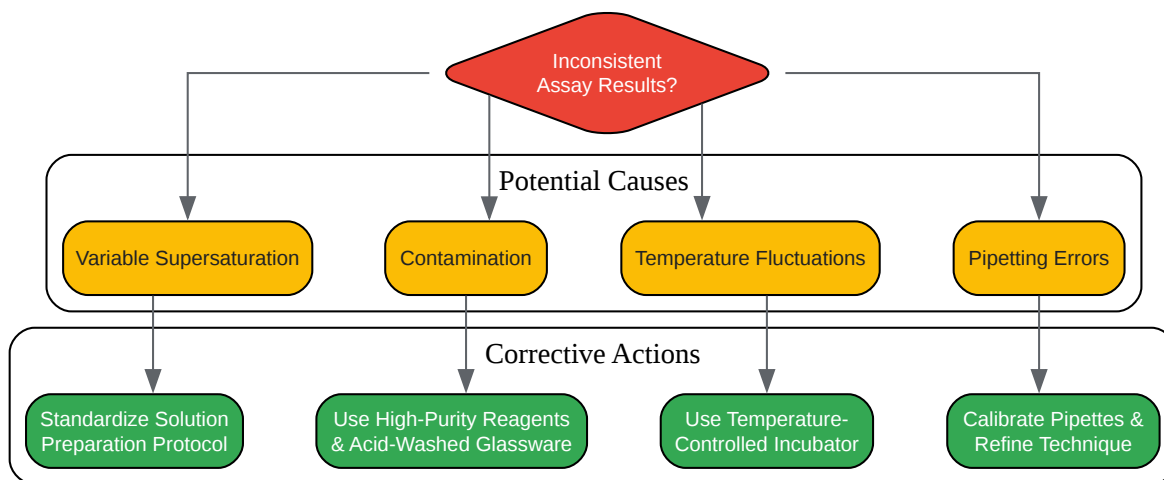 Inconsistent
Assay Results?
Potential Causes
Variable Supersaturation
Contamination
Temperature Fluctuations
Pipetting Errors
Corrective Actions
Standardize Solution
Preparation Protocol
Use High-Purity Reagents
& Acid-Washed Glassware
Use Temperature-
Controlled Incubator
Calibrate Pipettes &
Refine Technique